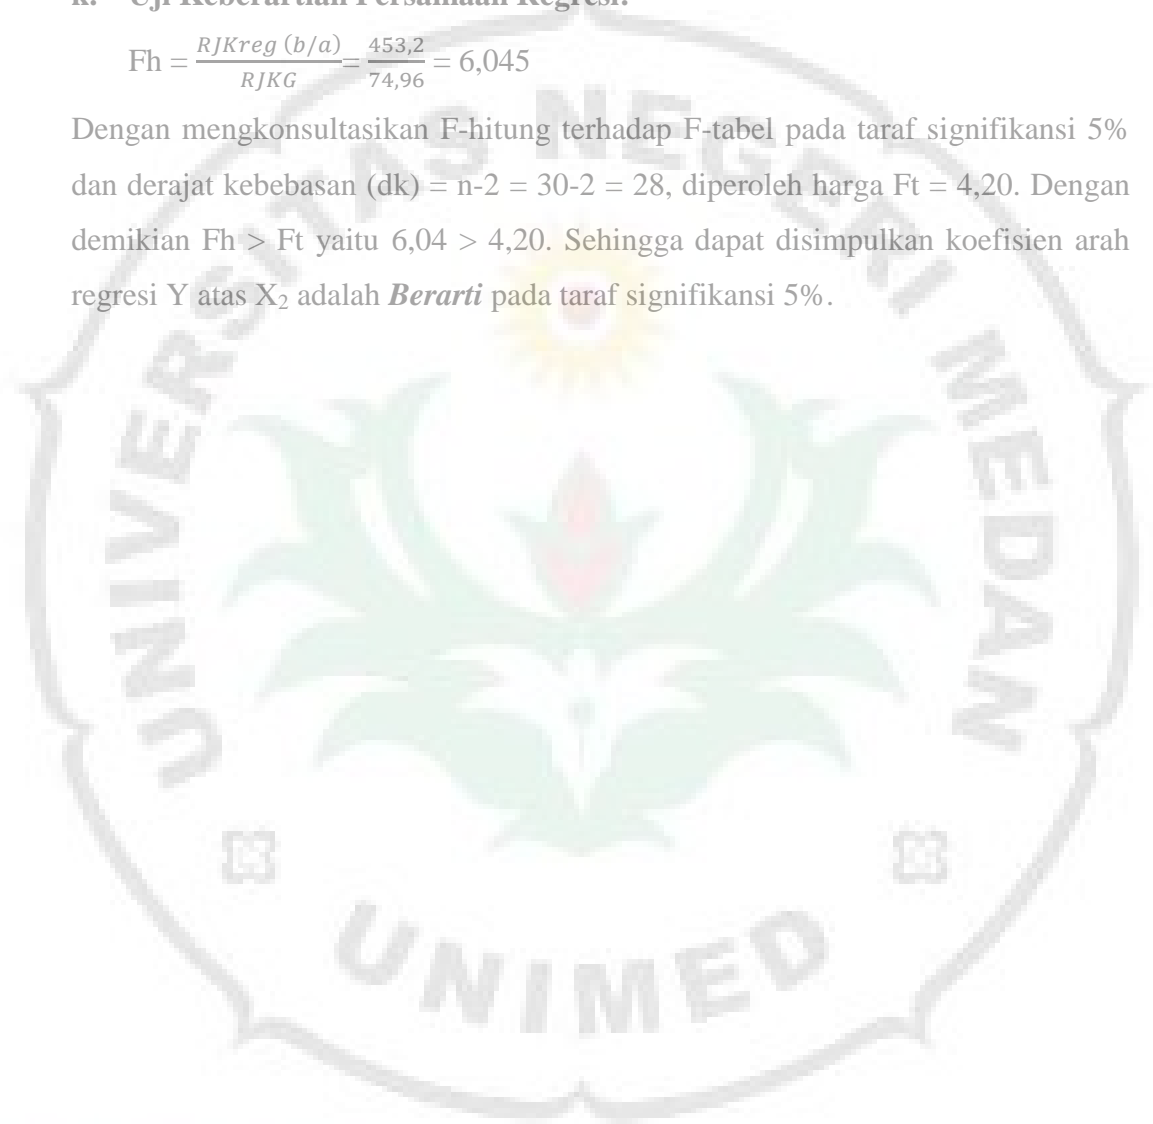 k. Uji Keberartian Persamaan Regresi:
Fh = RJKreg (b/a) / RJKG = 453,2 / 74,96 = 6,045
Dengan mengkonsultasikan F-hitung terhadap F-tabel pada taraf signifikansi 5%
dan derajat kebebasan (dk) = n-2 = 30-2 = 28, diperoleh harga Ft = 4,20. Dengan
demikian Fh > Ft yaitu 6,04 > 4,20. Sehingga dapat disimpulkan koefisien arah
regresi Y atas X₂ adalah Berarti pada taraf signifikansi 5%.
UNIVERSITAS NEGERI MEDAN
UNIMED